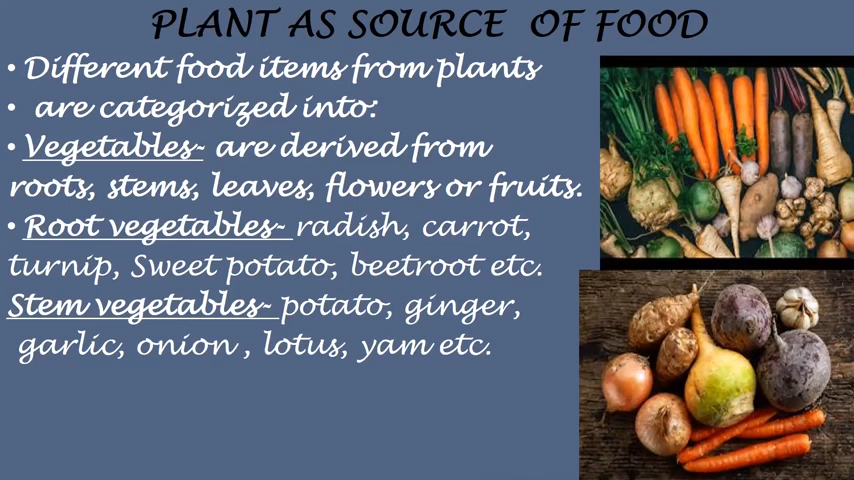 PLANT AS SOURCE OF FOOD
• Different food items from plants
• are categorized into:
• Vegetables- are derived from
roots, stems, leaves, flowers or fruits.
• Root vegetables- radish, carrot,
turnip, Sweet potato, beetroot etc.
Stem vegetables- potato, ginger,
garlic, onion , lotus, yam etc.